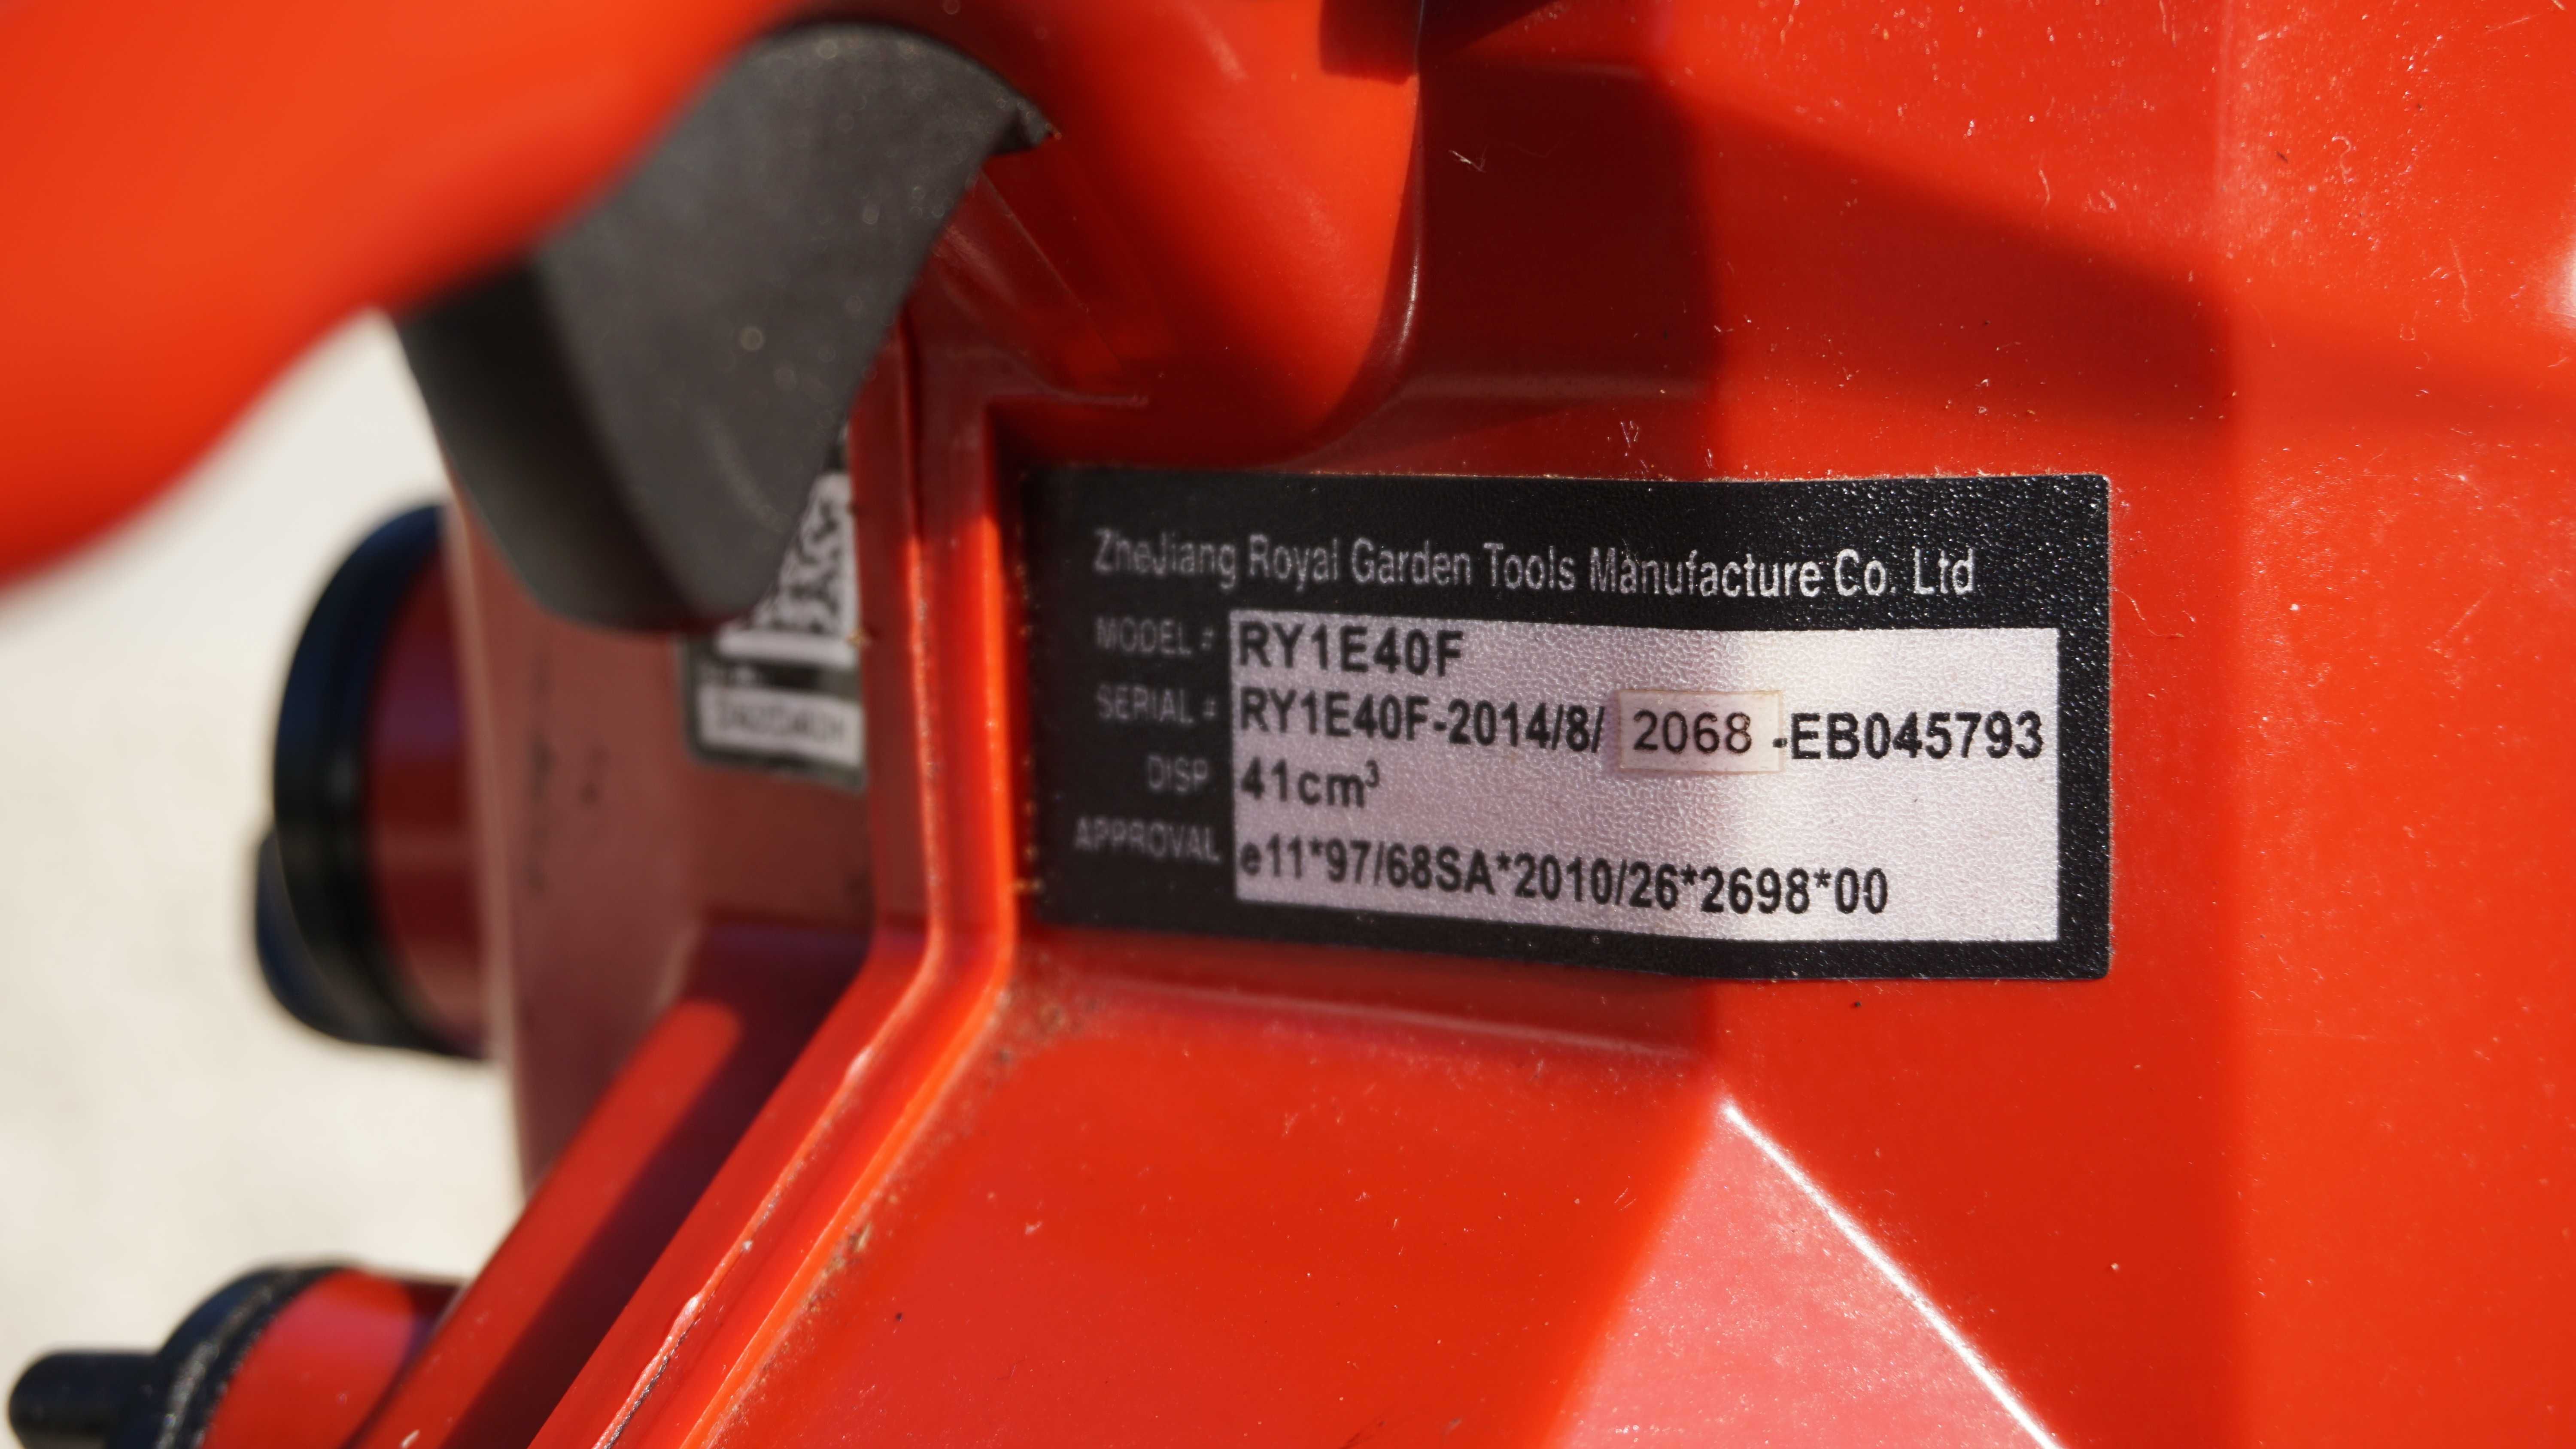 ZheJiang Royal Garden Tools Manufacture Co. Ltd
MODEL # RY1E40F
SERIAL # RY1E40F-2014/8/ 2068 -EB045793
DISP 41cm³
APPROVAL e11*97/68SA*2010/26*2698*00